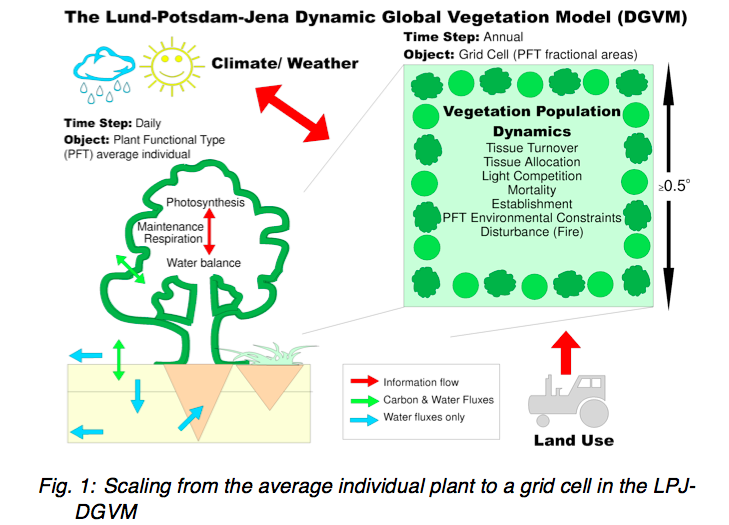 The Lund-Potsdam-Jena Dynamic Global Vegetation Model (DGVM)
Climate/ Weather
Time Step: Annual
Object: Grid Cell (PFT fractional areas)
Time Step: Daily
Object: Plant Functional Type
(PFT) average individual
Vegetation Population
Dynamics
Tissue Turnover
Tissue Allocation
Light Competition
Mortality
Establishment
PFT Environmental Constraints
Disturbance (Fire)
≥0.5°
Photosynthesis
Maintenance
Respiration
Water balance
Information flow
Carbon & Water Fluxes
Water fluxes only
Land Use
Fig. 1: Scaling from the average individual plant to a grid cell in the LPJ-
DGVM